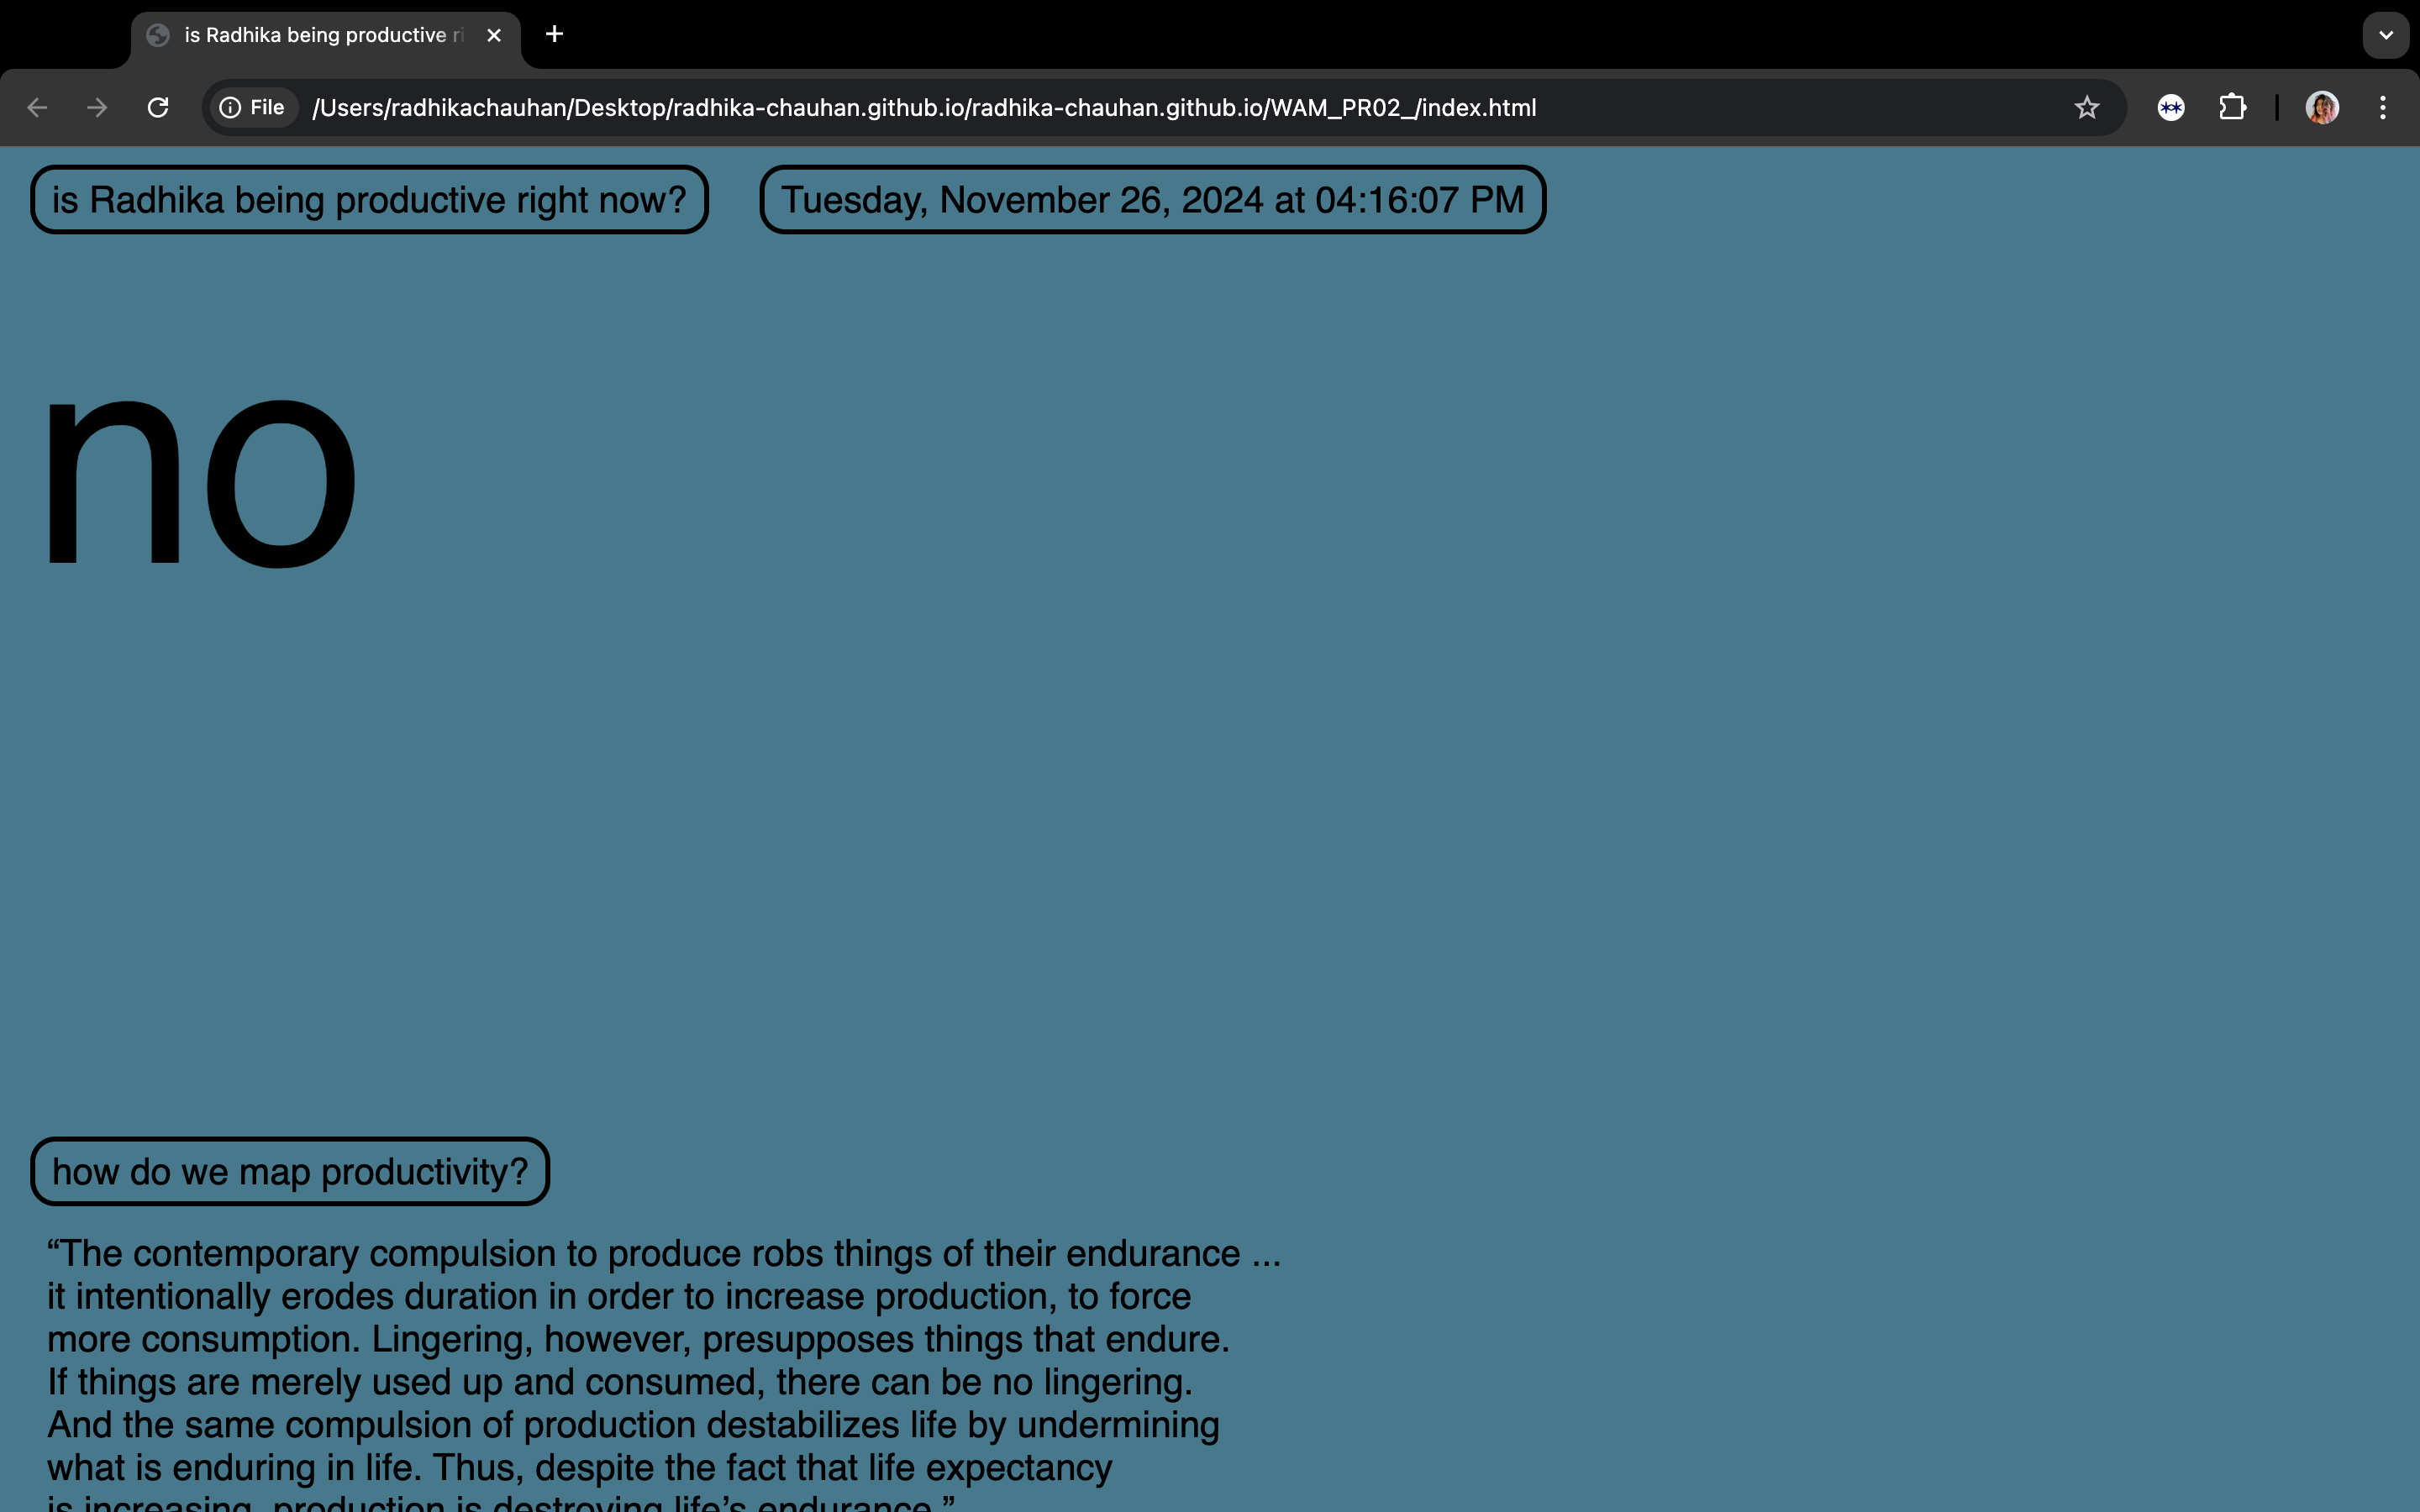 is Radhika being productive ri
File /Users/radhikachauhan/Desktop/radhika-chauhan.github.io/radhika-chauhan.github.io/WAM_PR02_/index.html
is Radhika being productive right now?
Tuesday, November 26, 2024 at 04:16:07 PM
no
how do we map productivity?
“The contemporary compulsion to produce robs things of their endurance ...
it intentionally erodes duration in order to increase production, to force
more consumption. Lingering, however, presupposes things that endure.
If things are merely used up and consumed, there can be no lingering.
And the same compulsion of production destabilizes life by undermining
what is enduring in life. Thus, despite the fact that life expectancy
is increasing, production is destroying life’s endurance.”